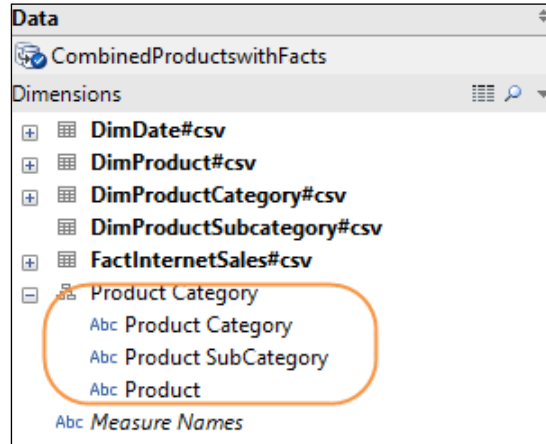 Data
CombinedProductswithFacts
Dimensions
DimDate#csv
DimProduct#csv
DimProductCategory#csv
DimProductSubcategory#csv
FactInternetSales#csv
Product Category
Abc Product Category
Abc Product SubCategory
Abc Product
Abc Measure Names